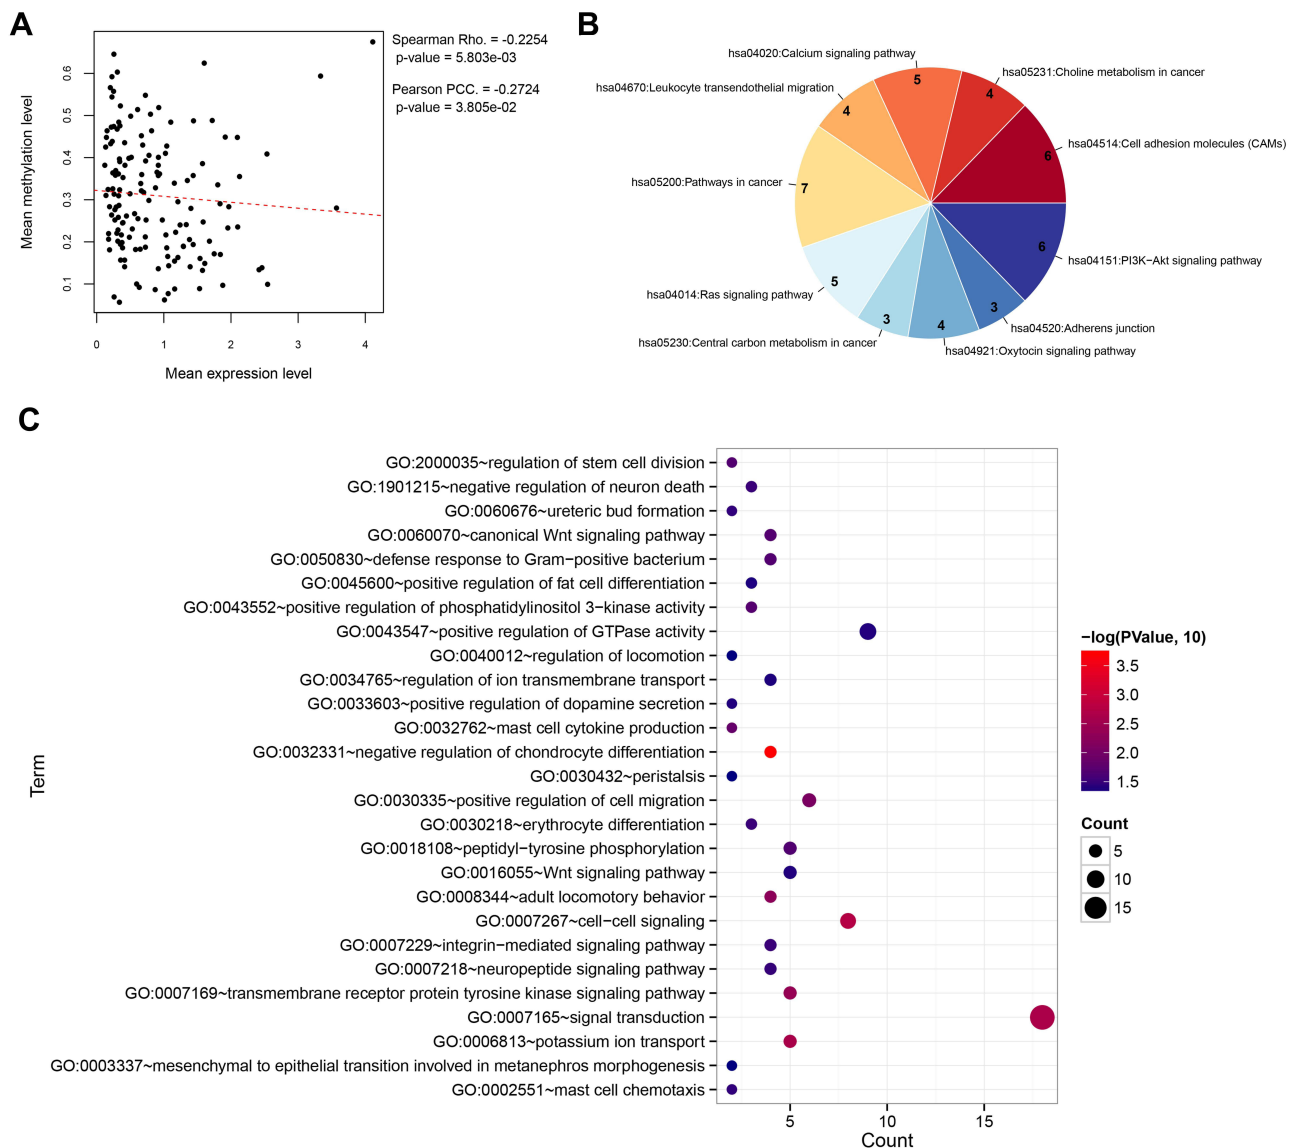 A
Spearman Rho. = -0.2254
p-value = 5.803e-03
Pearson PCC. = -0.2724
p-value = 3.805e-02
Mean methylation level
0.6
0.5
0.4
0.3
0.2
0.1
0 1 2 3 4
Mean expression level
B
hsa04020:Calcium signaling pathway
hsa05231:Choline metabolism in cancer
hsa04670:Leukocyte transendothelial migration
hsa04514:Cell adhesion molecules (CAMs)
hsa05200:Pathways in cancer
hsa04151:PI3K−Akt signaling pathway
hsa04014:Ras signaling pathway
hsa04520:Adherens junction
hsa05230:Central carbon metabolism in cancer
hsa04921:Oxytocin signaling pathway
5
4
4
6
7
6
5
3
3
4
C
Term
GO:2000035~regulation of stem cell division
GO:1901215~negative regulation of neuron death
GO:0060676~ureteric bud formation
GO:0060070~canonical Wnt signaling pathway
GO:0050830~defense response to Gram−positive bacterium
GO:0045600~positive regulation of fat cell differentiation
GO:0043552~positive regulation of phosphatidylinositol 3−kinase activity
GO:0043547~positive regulation of GTPase activity
GO:0040012~regulation of locomotion
GO:0034765~regulation of ion transmembrane transport
GO:0033603~positive regulation of dopamine secretion
GO:0032762~mast cell cytokine production
GO:0032331~negative regulation of chondrocyte differentiation
GO:0030432~peristalsis
GO:0030335~positive regulation of cell migration
GO:0030218~erythrocyte differentiation
GO:0018108~peptidyl−tyrosine phosphorylation
GO:0016055~Wnt signaling pathway
GO:0008344~adult locomotory behavior
GO:0007267~cell−cell signaling
GO:0007229~integrin−mediated signaling pathway
GO:0007218~neuropeptide signaling pathway
GO:0007169~transmembrane receptor protein tyrosine kinase signaling pathway
GO:0007165~signal transduction
GO:0006813~potassium ion transport
GO:0003337~mesenchymal to epithelial transition involved in metanephros morphogenesis
GO:0002551~mast cell chemotaxis
5 10 15
Count
−log(PValue, 10)
3.5
3.0
2.5
2.0
1.5
Count
5
10
15